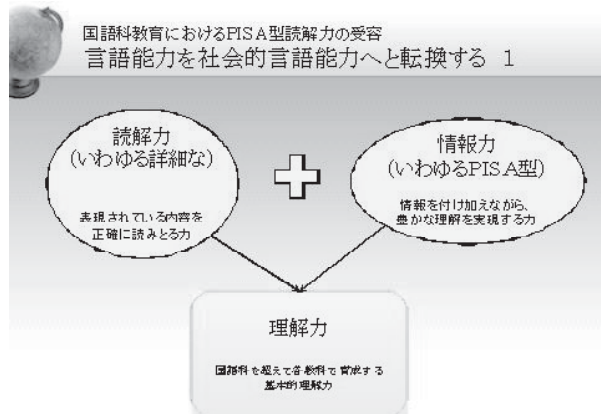 国語科教育におけるPISA型読解力の受容
言語能力を社会的言語能力へと転換する 1
読解力
(いわゆる詳細な)
表現されている内容を
正確に読みとる力
情報力
(いわゆるPISA型)
情報を付け加えながら、
豊かな理解を実現する力
理解力
国語科を超えて各教科で育成する
基本的理解力